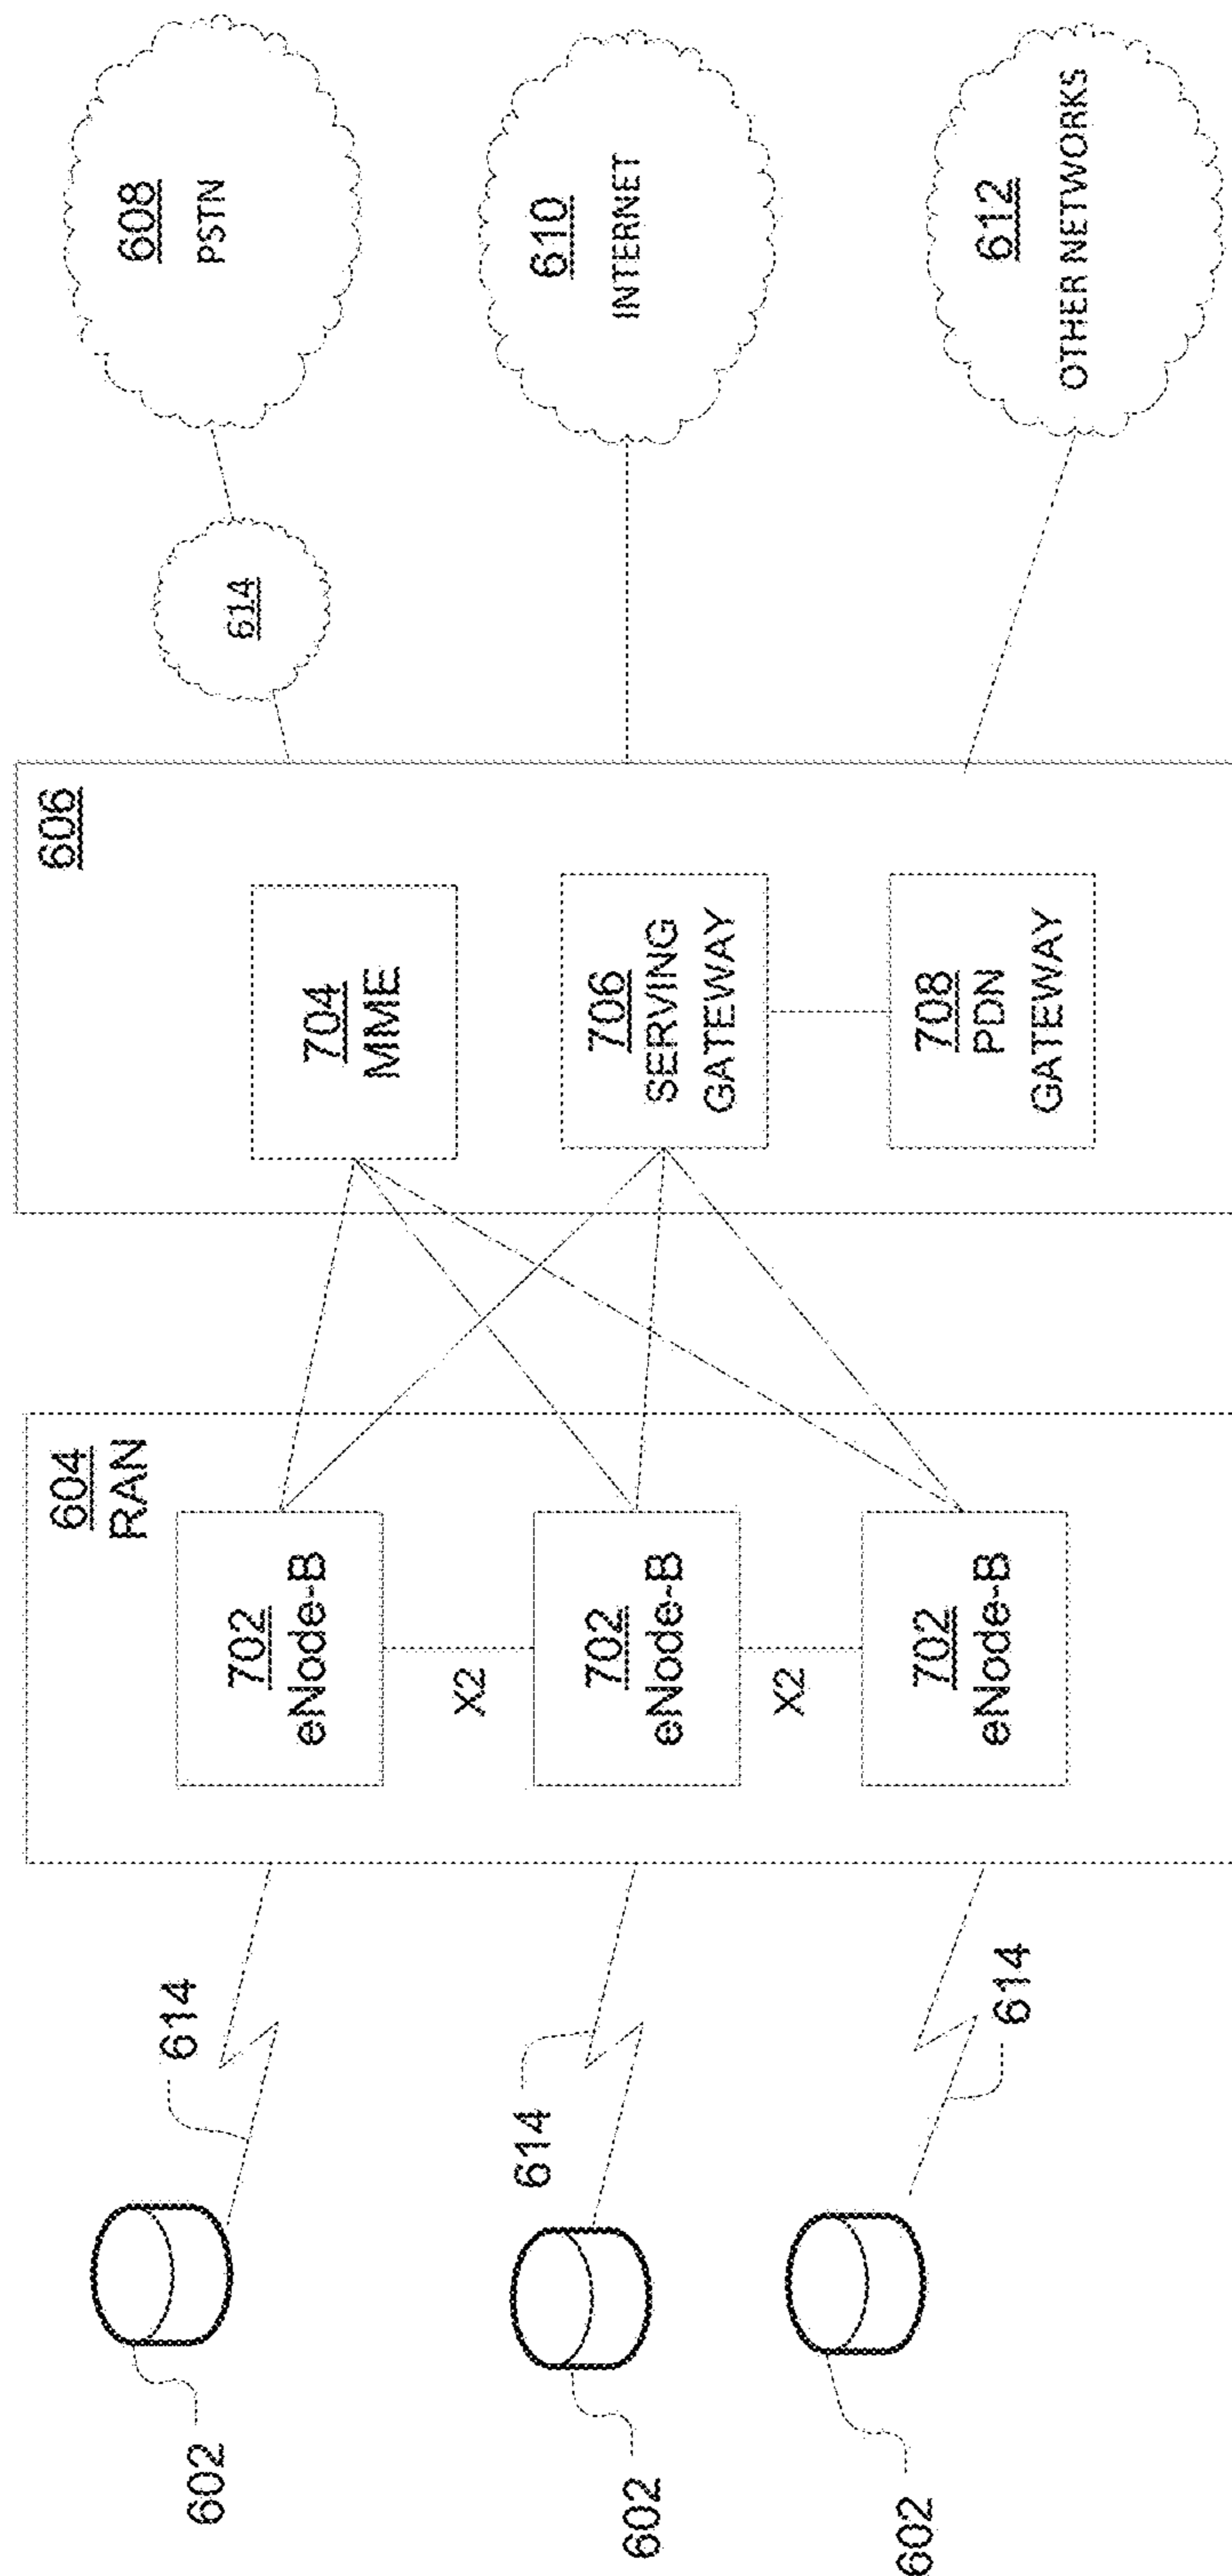 602
602
602
614
614
614
604
RAN
702
eNode-B
X2
702
eNode-B
X2
702
eNode-B
606
704
MME
706
SERVING
GATEWAY
708
PDN
GATEWAY
614
608
PSTN
610
INTERNET
612
OTHER NETWORKS